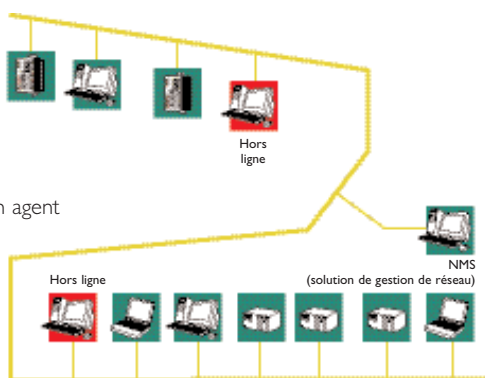 Hors
ligne
n agent
NMS
(solution de gestion de réseau)
Hors ligne